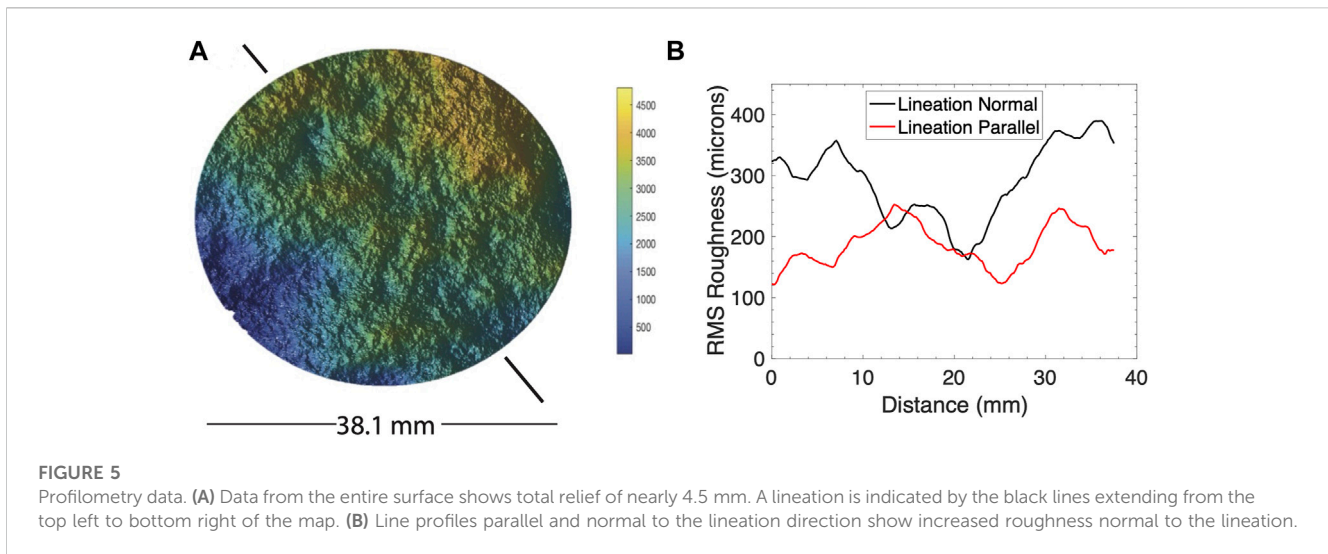 A
4500
4000
3500
3000
2500
2000
1500
1000
500
38.1 mm
B
Lineation Normal
Lineation Parallel
RMS Roughness (microns)
400
300
200
100
0
0 10 20 30 40
Distance (mm)
FIGURE 5
Profilometry data. (A) Data from the entire surface shows total relief of nearly 4.5 mm. A lineation is indicated by the black lines extending from the
top left to bottom right of the map. (B) Line profiles parallel and normal to the lineation direction show increased roughness normal to the lineation.